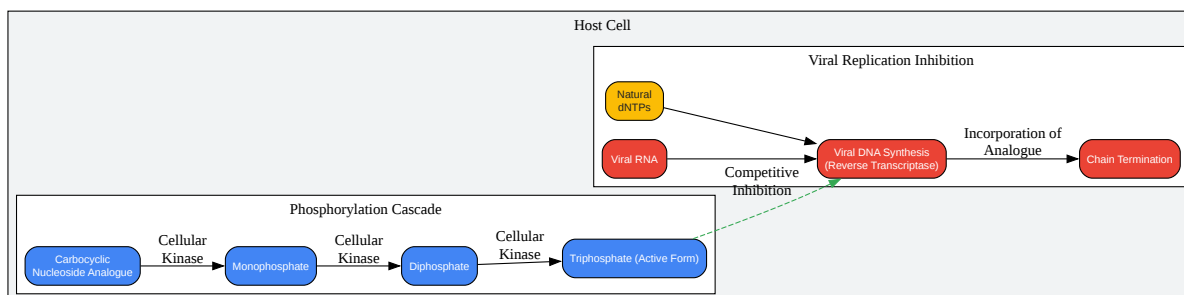 Host Cell
Viral Replication Inhibition
Natural
dNTPs
Viral RNA
Competitive
Inhibition
Viral DNA Synthesis
(Reverse Transcriptase)
Incorporation of
Analogue
Chain Termination
Phosphorylation Cascade
Carbocyclic
Nucleoside Analogue
Cellular
Kinase
Monophosphate
Cellular
Kinase
Diphosphate
Cellular
Kinase
Triphosphate (Active Form)